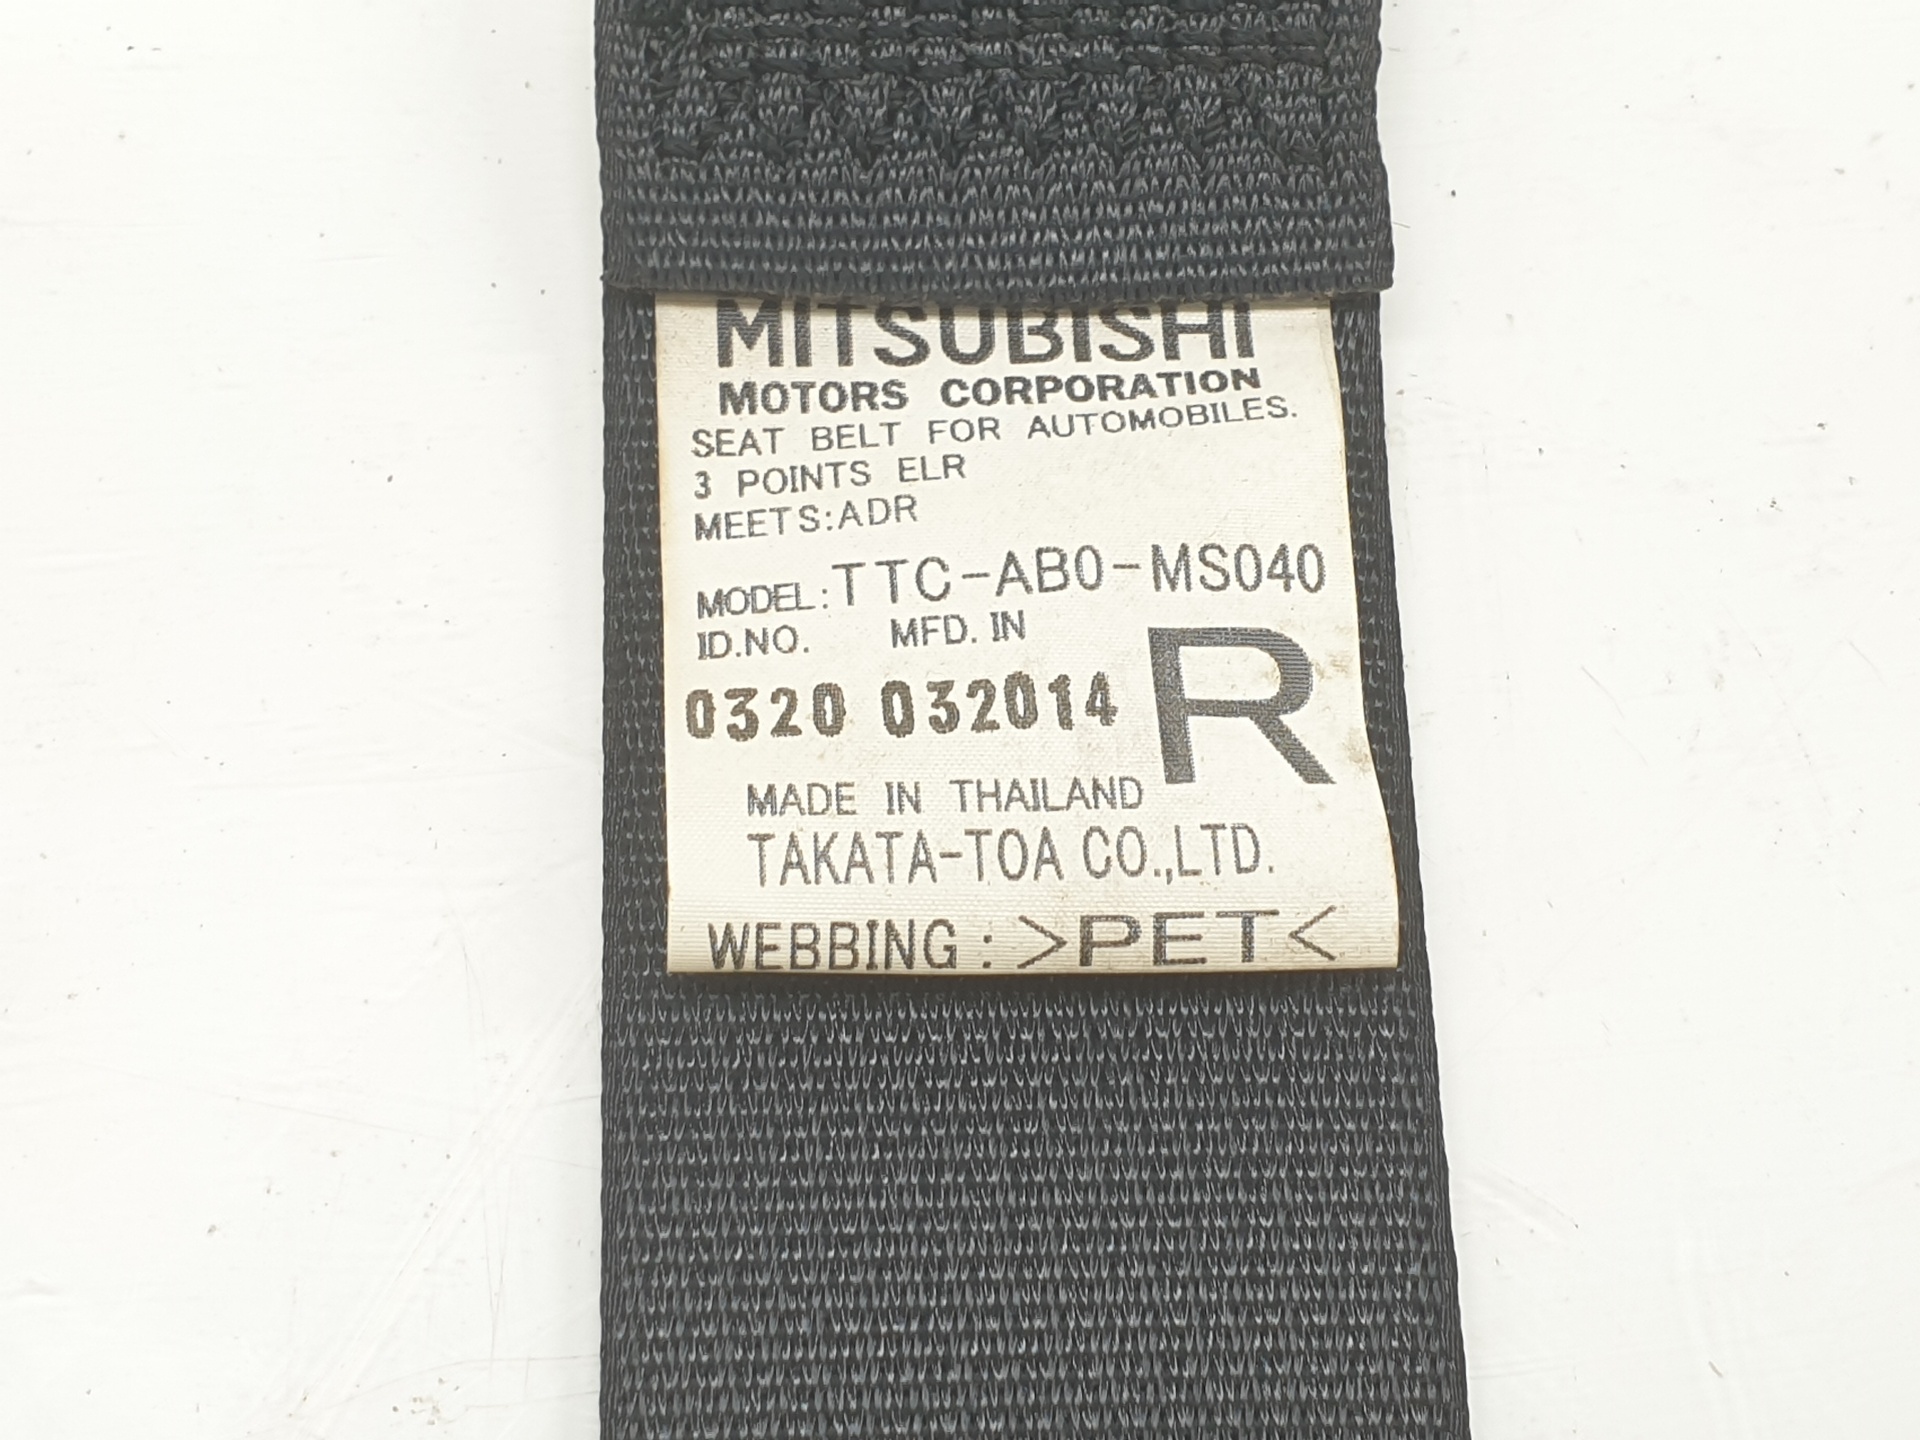 MITSUBISHI
MOTORS CORPORATION
SEAT BELT FOR AUTOMOBILES.
3 POINTS ELR
MEETS:ADR
MODEL:TTC-AB0-MS040
ID.NO. MFD. IN
0320 032014 R
MADE IN THAILAND
TAKATA-TOA CO.,LTD.
WEBBING : >PET<